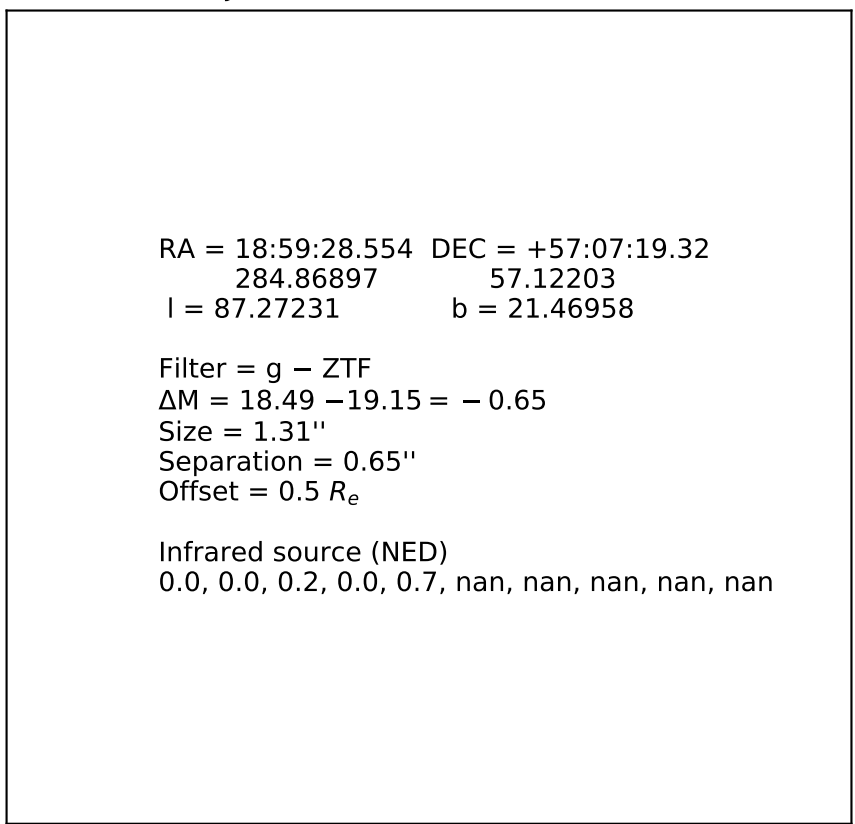 RA = 18:59:28.554 DEC = +57:07:19.32
284.86897 57.12203
l = 87.27231 b = 21.46958
Filter = g − ZTF
ΔM = 18.49 −19.15 = − 0.65
Size = 1.31''
Separation = 0.65''
Offset = 0.5 Rₑ
Infrared source (NED)
0.0, 0.0, 0.2, 0.0, 0.7, nan, nan, nan, nan, nan